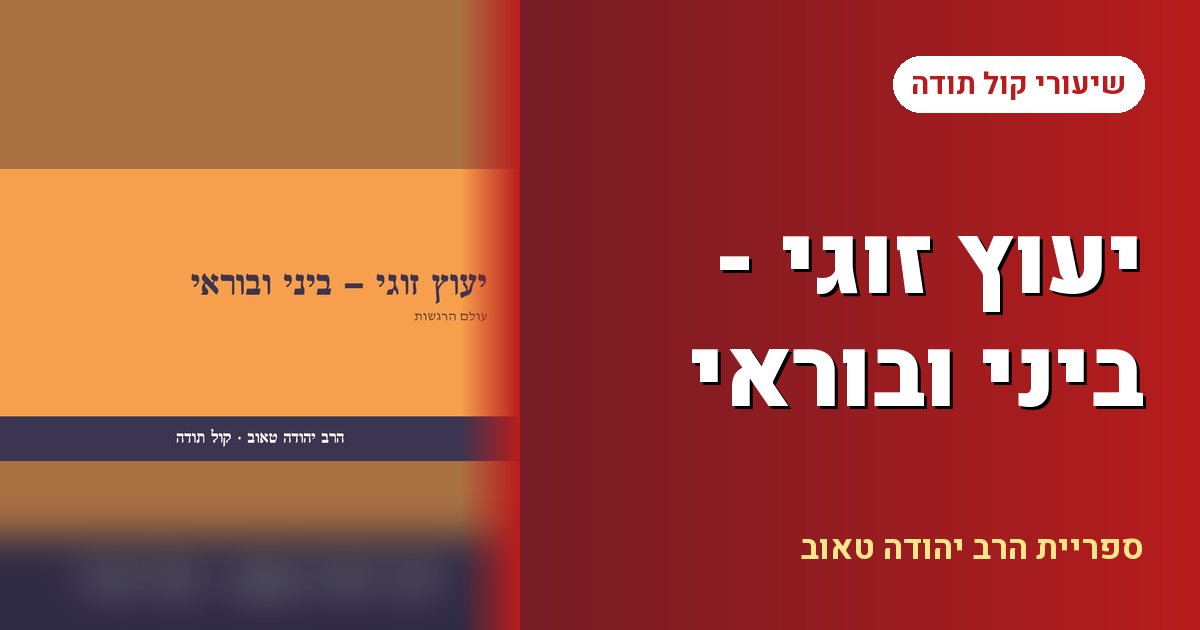 שיעורי קול תודה
יעוץ זוגי -
ביני ובוראי
ספריית הרב יהודה טאוב
יעוץ זוגי – ביני ובוראי
עולם הרגשות
הרב יהודה טאוב · קול תודה